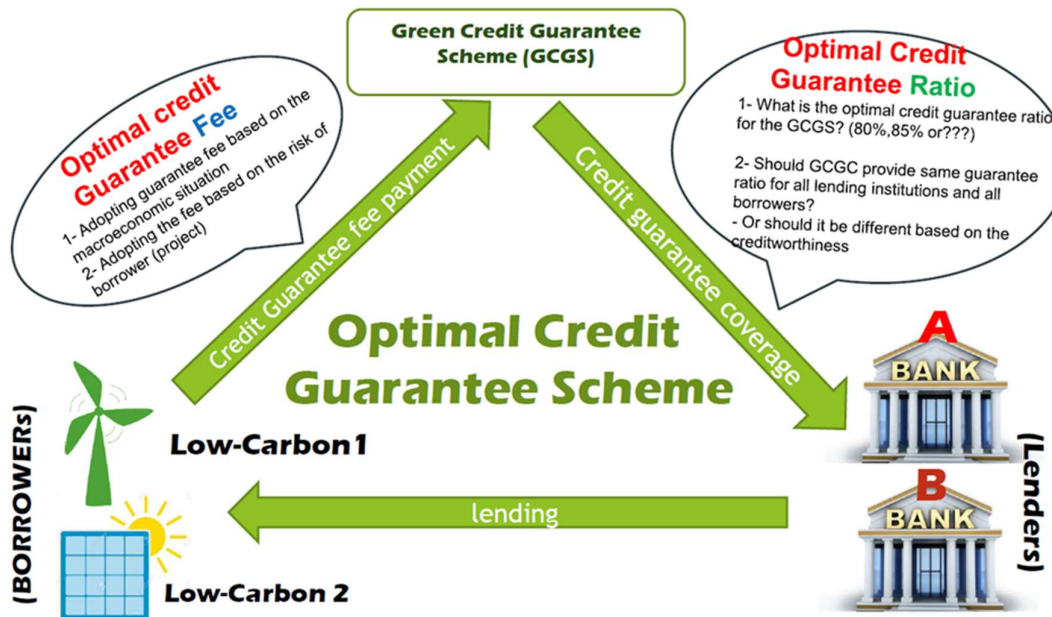 Green Credit Guarantee
Scheme (GCGS)
Optimal credit
Guarantee Fee
1- Adopting guarantee fee based on the
macroeconomic situation
2- Adopting the fee based on the risk of
borrower (project)
Optimal Credit
Guarantee Ratio
1- What is the optimal credit guarantee ratio
for the GCGS? (80%,85% or???)
2- Should GCGC provide same guarantee
ratio for all lending institutions and all
borrowers?
- Or should it be different based on the
creditworthiness
Credit Guarantee fee payment
Credit guarantee coverage
Optimal Credit
Guarantee Scheme
A
BANK
(BORROWERs)
Low-Carbon 1
(Lenders)
lending
B
BANK
Low-Carbon 2